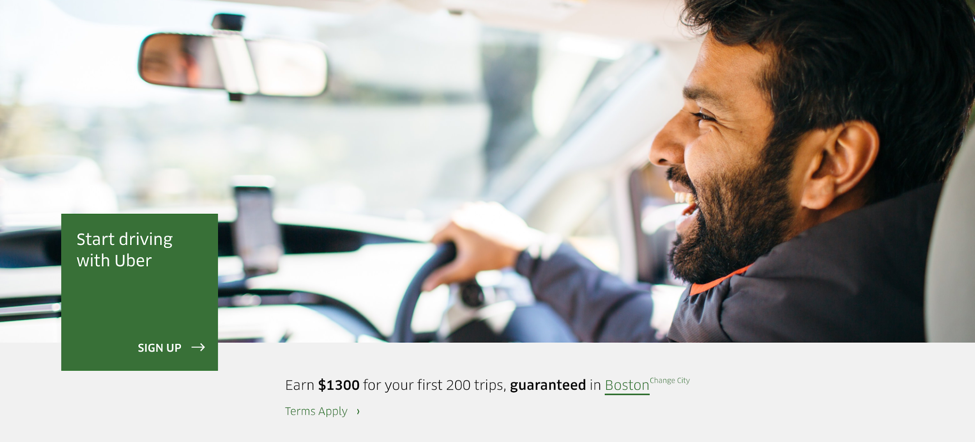 Start driving
with Uber
SIGN UP
Earn $1300 for your first 200 trips, guaranteed in Boston Change City
Terms Apply